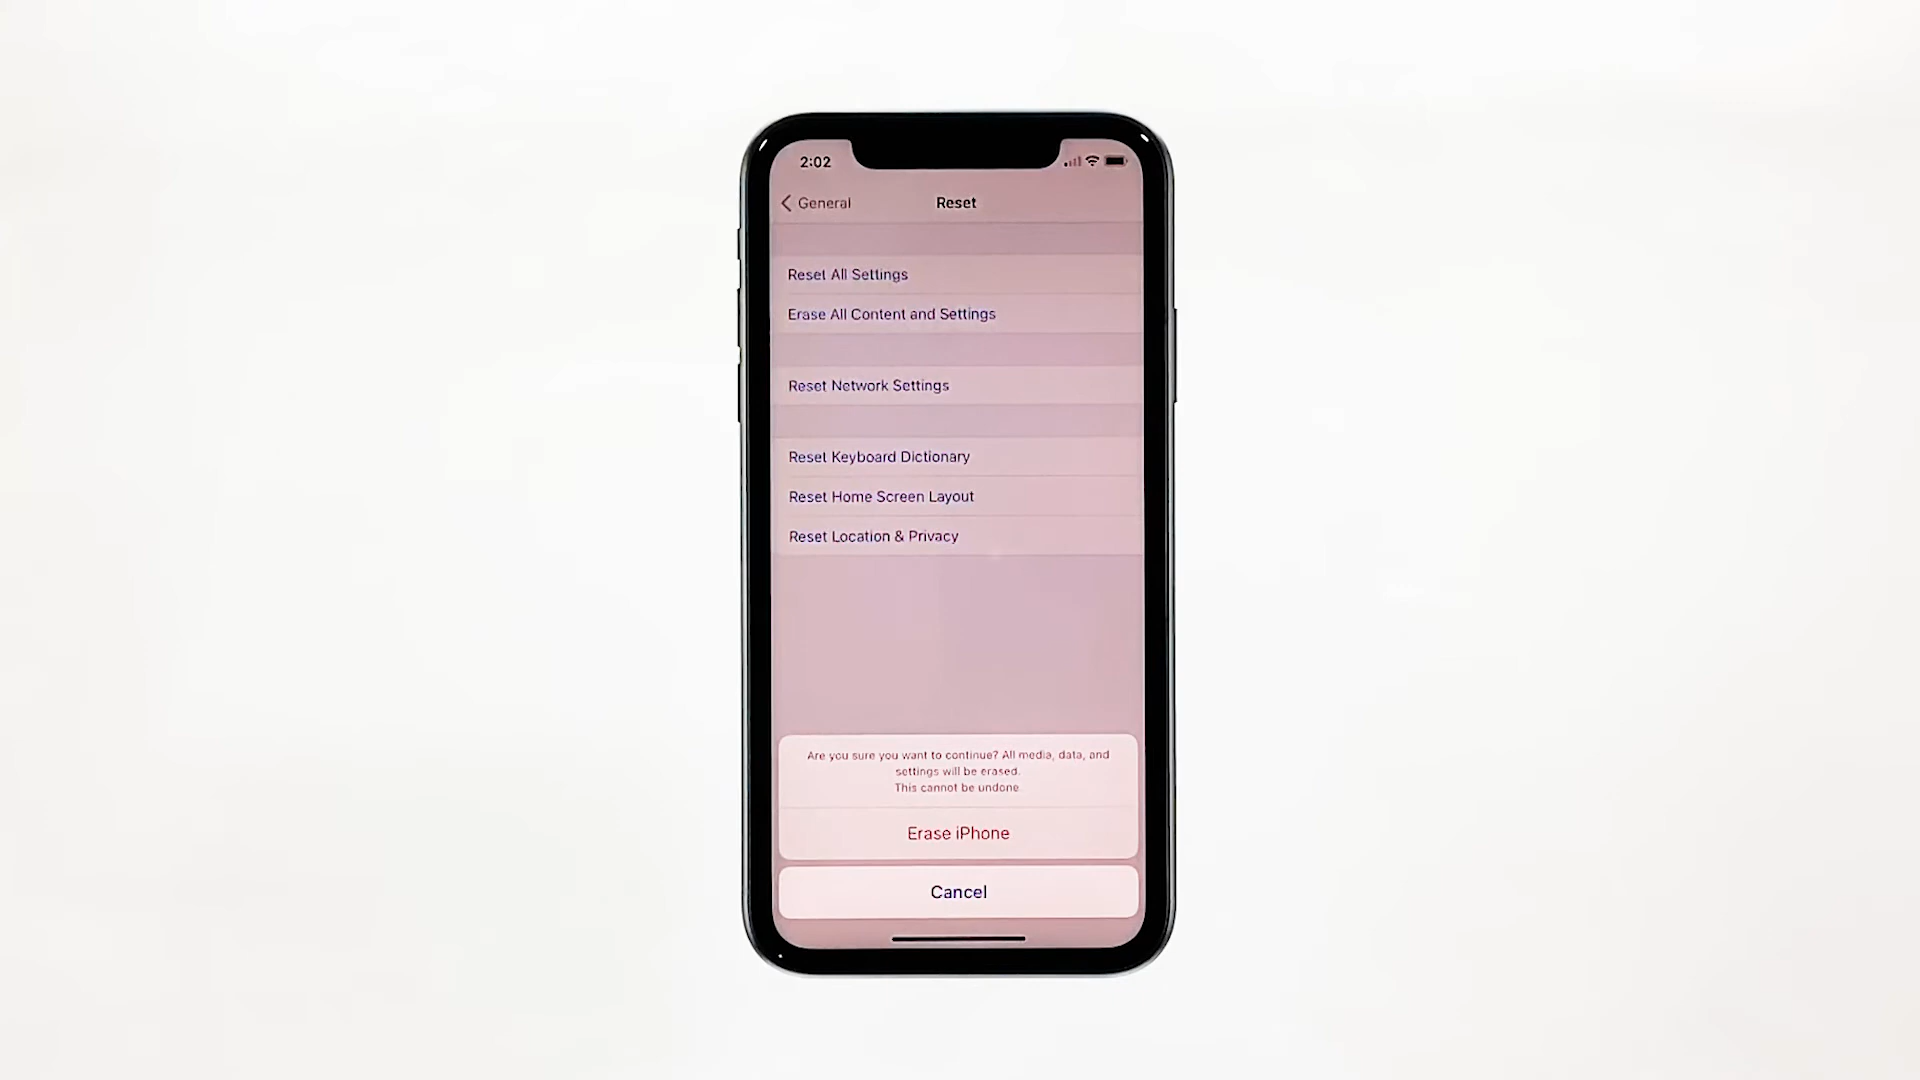 2:02
General
Reset
Reset All Settings
Erase All Content and Settings
Reset Network Settings
Reset Keyboard Dictionary
Reset Home Screen Layout
Reset Location & Privacy
Are you sure you want to continue? All media, data, and
settings will be erased.
This cannot be undone.
Erase iPhone
Cancel